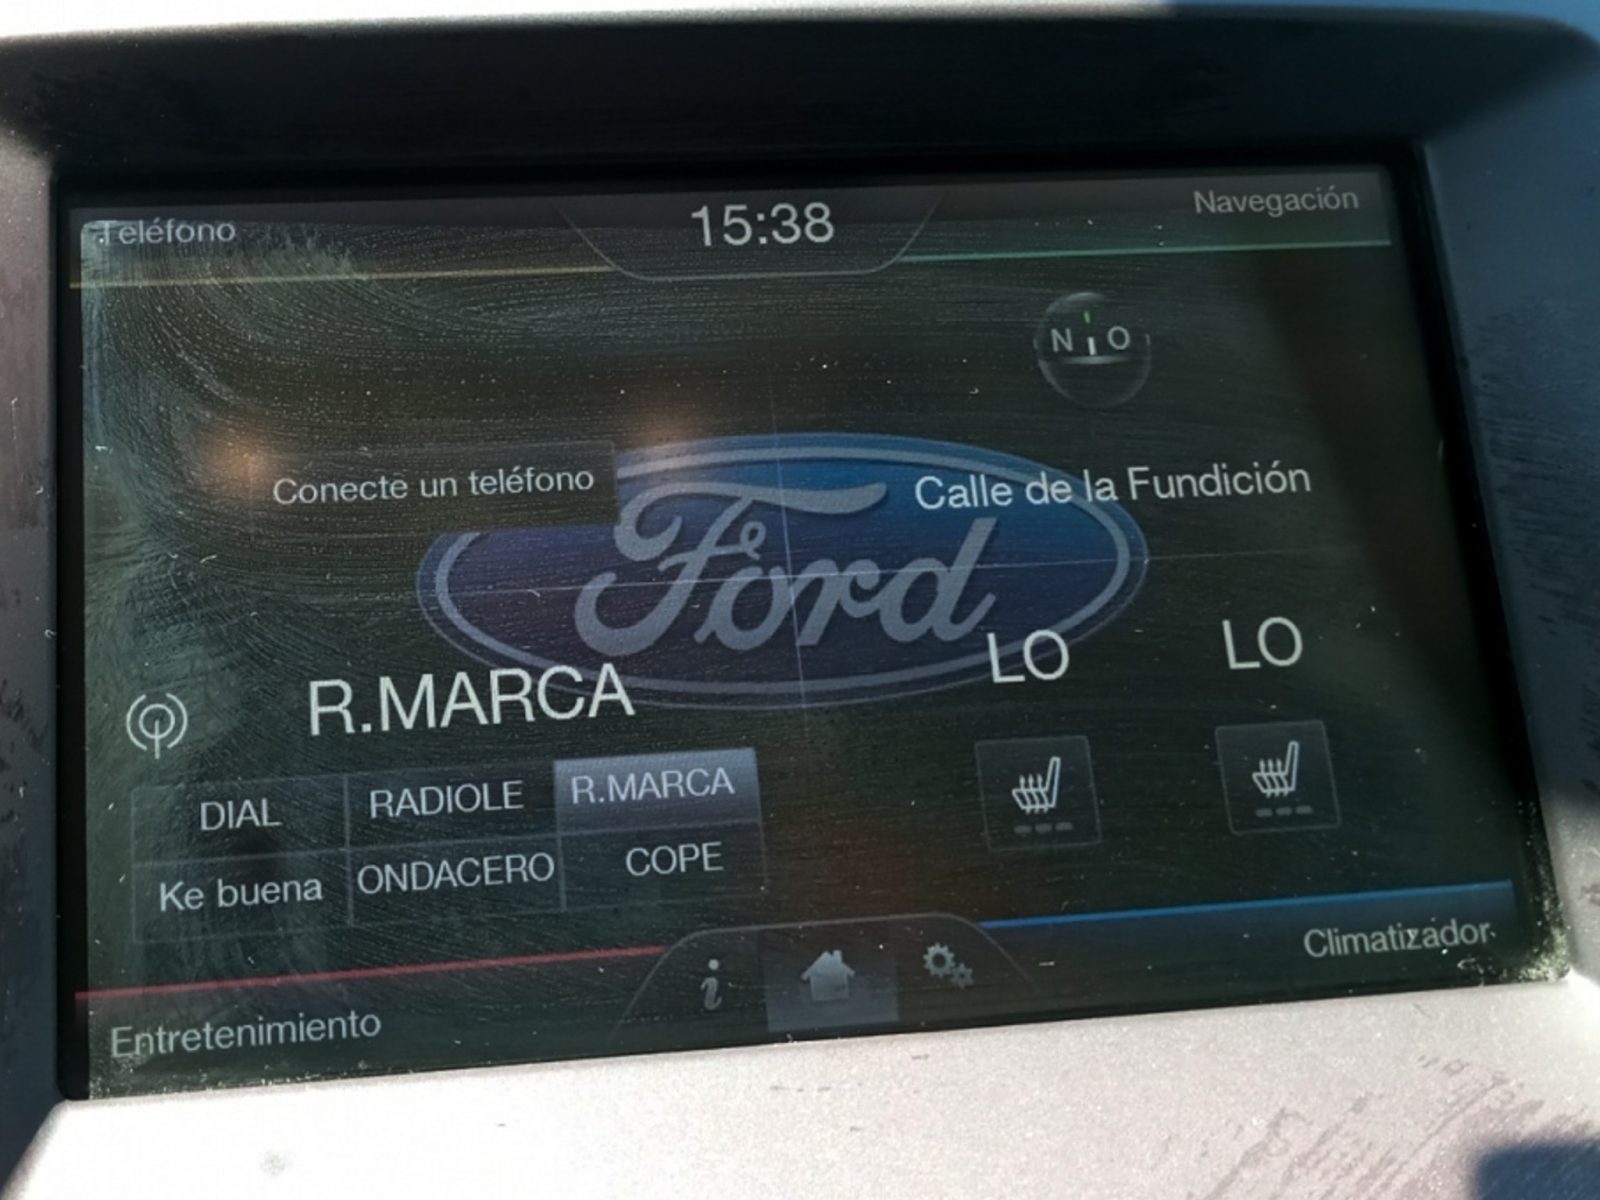 Teléfono
15:38
Navegación
N O
Conecte un teléfono
Calle de la Fundición
Ford
R.MARCA
LO
LO
DIAL
RADIOLE
R.MARCA
Ke buena
ONDACERO
COPE
i
Climatizador
Entretenimiento